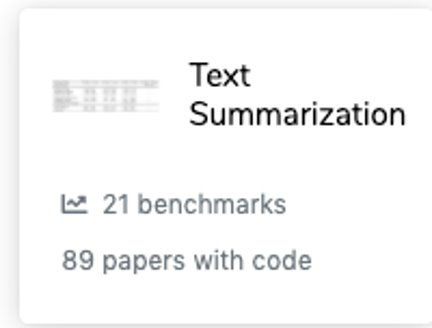 Text
Summarization
21 benchmarks
89 papers with code